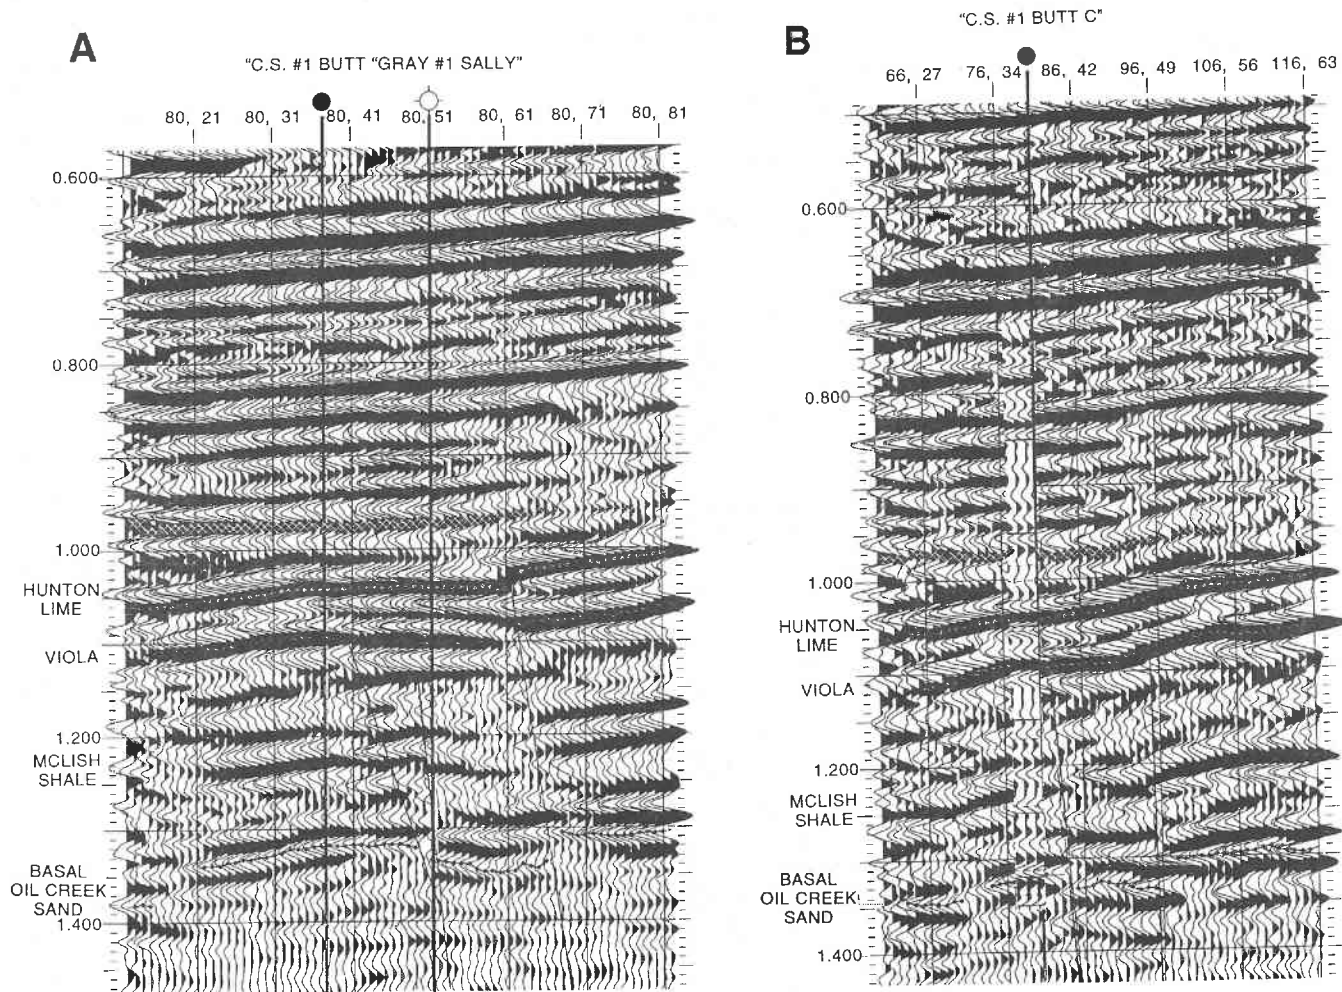 A
"C.S. #1 BUTT "GRAY #1 SALLY"
80, 21 80, 31 80, 41 80, 51 80, 61 80, 71 80, 81
0.600
0.800
1.000
HUNTON
LIME
VIOLA
1.200
MCLISH
SHALE
BASAL
OIL CREEK
SAND
1.400
B
"C.S. #1 BUTT C"
66, 27 76, 34 86, 42 96, 49 106, 56 116, 63
0.600
0.800
1.000
HUNTON
LIME
VIOLA
1.200
MCLISH
SHALE
BASAL
OIL CREEK
SAND
1.400